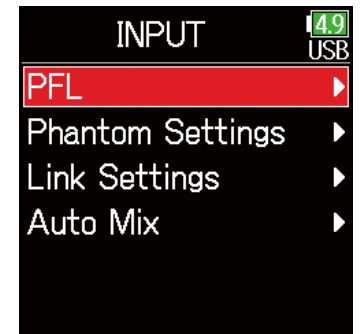 INPUT
4.9
USB
PFL
Phantom Settings
Link Settings
Auto Mix